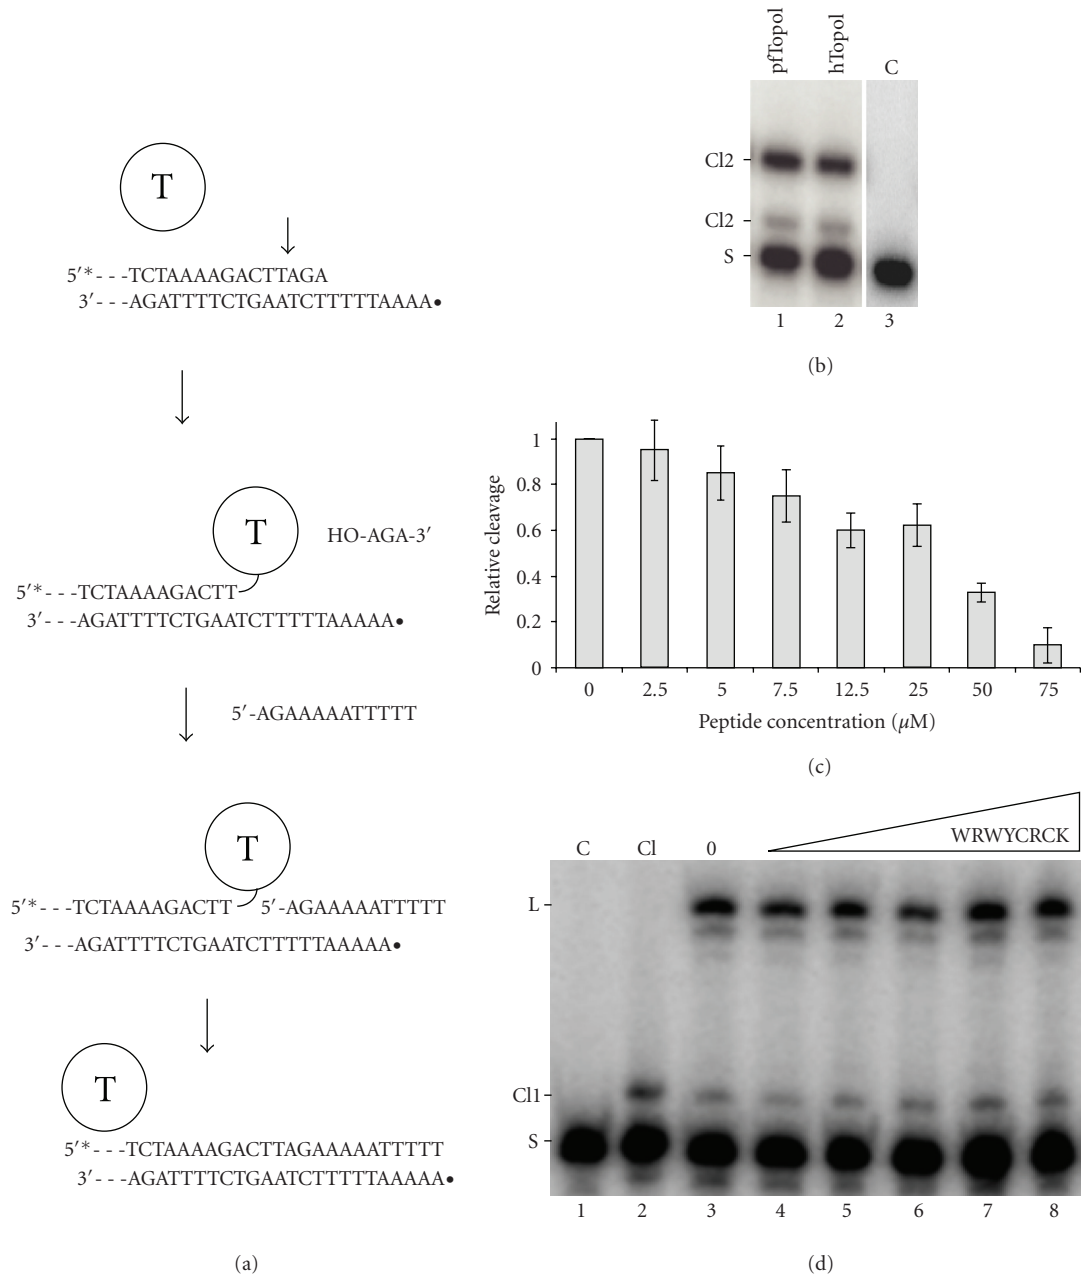 T
5′*- - -TCTAAAAGACTTAGA
3′- - -AGATTTTCTGAATCTTTTTAAAA•
T
HO-AGA-3′
5′*- - -TCTAAAAGACTT
3′- - -AGATTTTCTGAATCTTTTTAAAAA•
5′-AGAAAAATTTTT
T
5′*- - -TCTAAAAGACTT 5′-AGAAAAATTTTT
3′- - -AGATTTTCTGAATCTTTTTAAAAA•
T
5′*- - -TCTAAAAGACTTAGAAAAATTTTT
3′- - -AGATTTTCTGAATCTTTTTAAAAA•
(a)
pfTopoI hTopoI C
Cl2
Cl2
S
1 2 3
(b)
Relative cleavage
1
0.8
0.6
0.4
0.2
0
0 2.5 5 7.5 12.5 25 50 75
Peptide concentration (μM)
(c)
C Cl 0 WRWYCRCK
L
Cl1
S
1 2 3 4 5 6 7 8
(d)